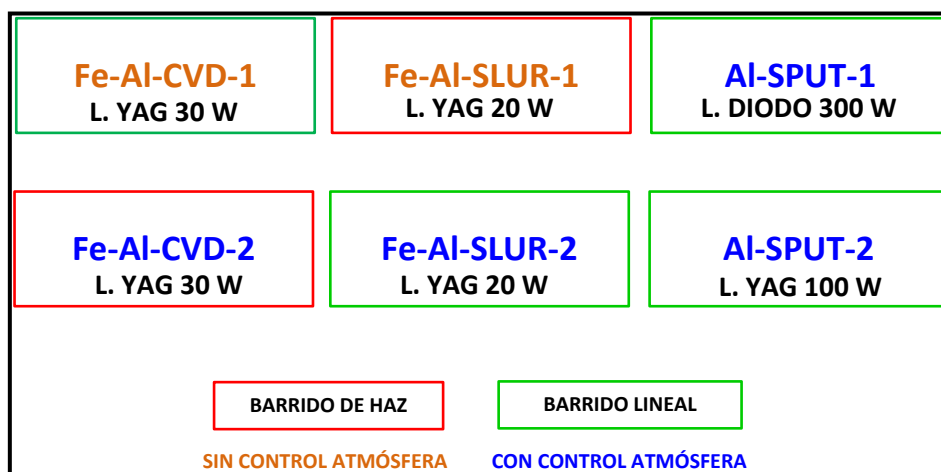 Fe-Al-CVD-1
L. YAG 30 W
Fe-Al-SLUR-1
L. YAG 20 W
Al-SPUT-1
L. DIODO 300 W
Fe-Al-CVD-2
L. YAG 30 W
Fe-Al-SLUR-2
L. YAG 20 W
Al-SPUT-2
L. YAG 100 W
BARRIDO DE HAZ
BARRIDO LINEAL
SIN CONTROL ATMÓSFERA
CON CONTROL ATMÓSFERA